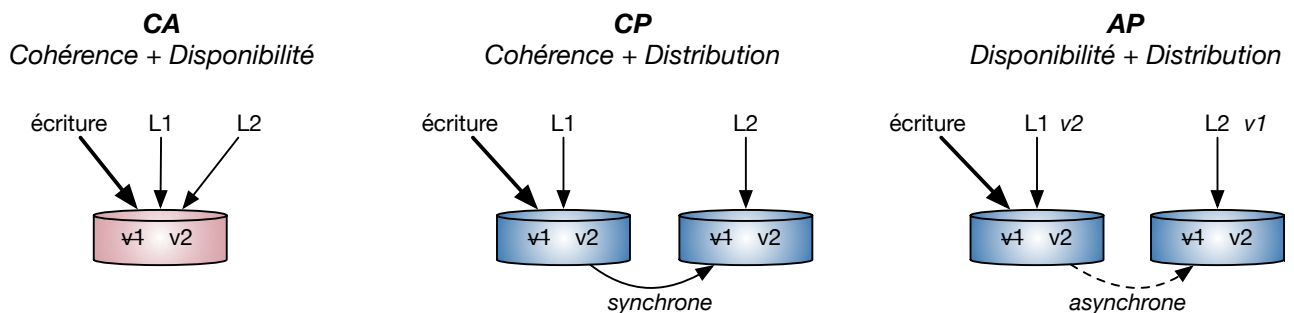 CA
Cohérence + Disponibilité
écriture L1 L2
v1 v2
CP
Cohérence + Distribution
écriture L1 L2
v1 v2 v1 v2
synchrone
AP
Disponibilité + Distribution
écriture L1 v2 L2 v1
v1 v2 v1 v2
asynchrone